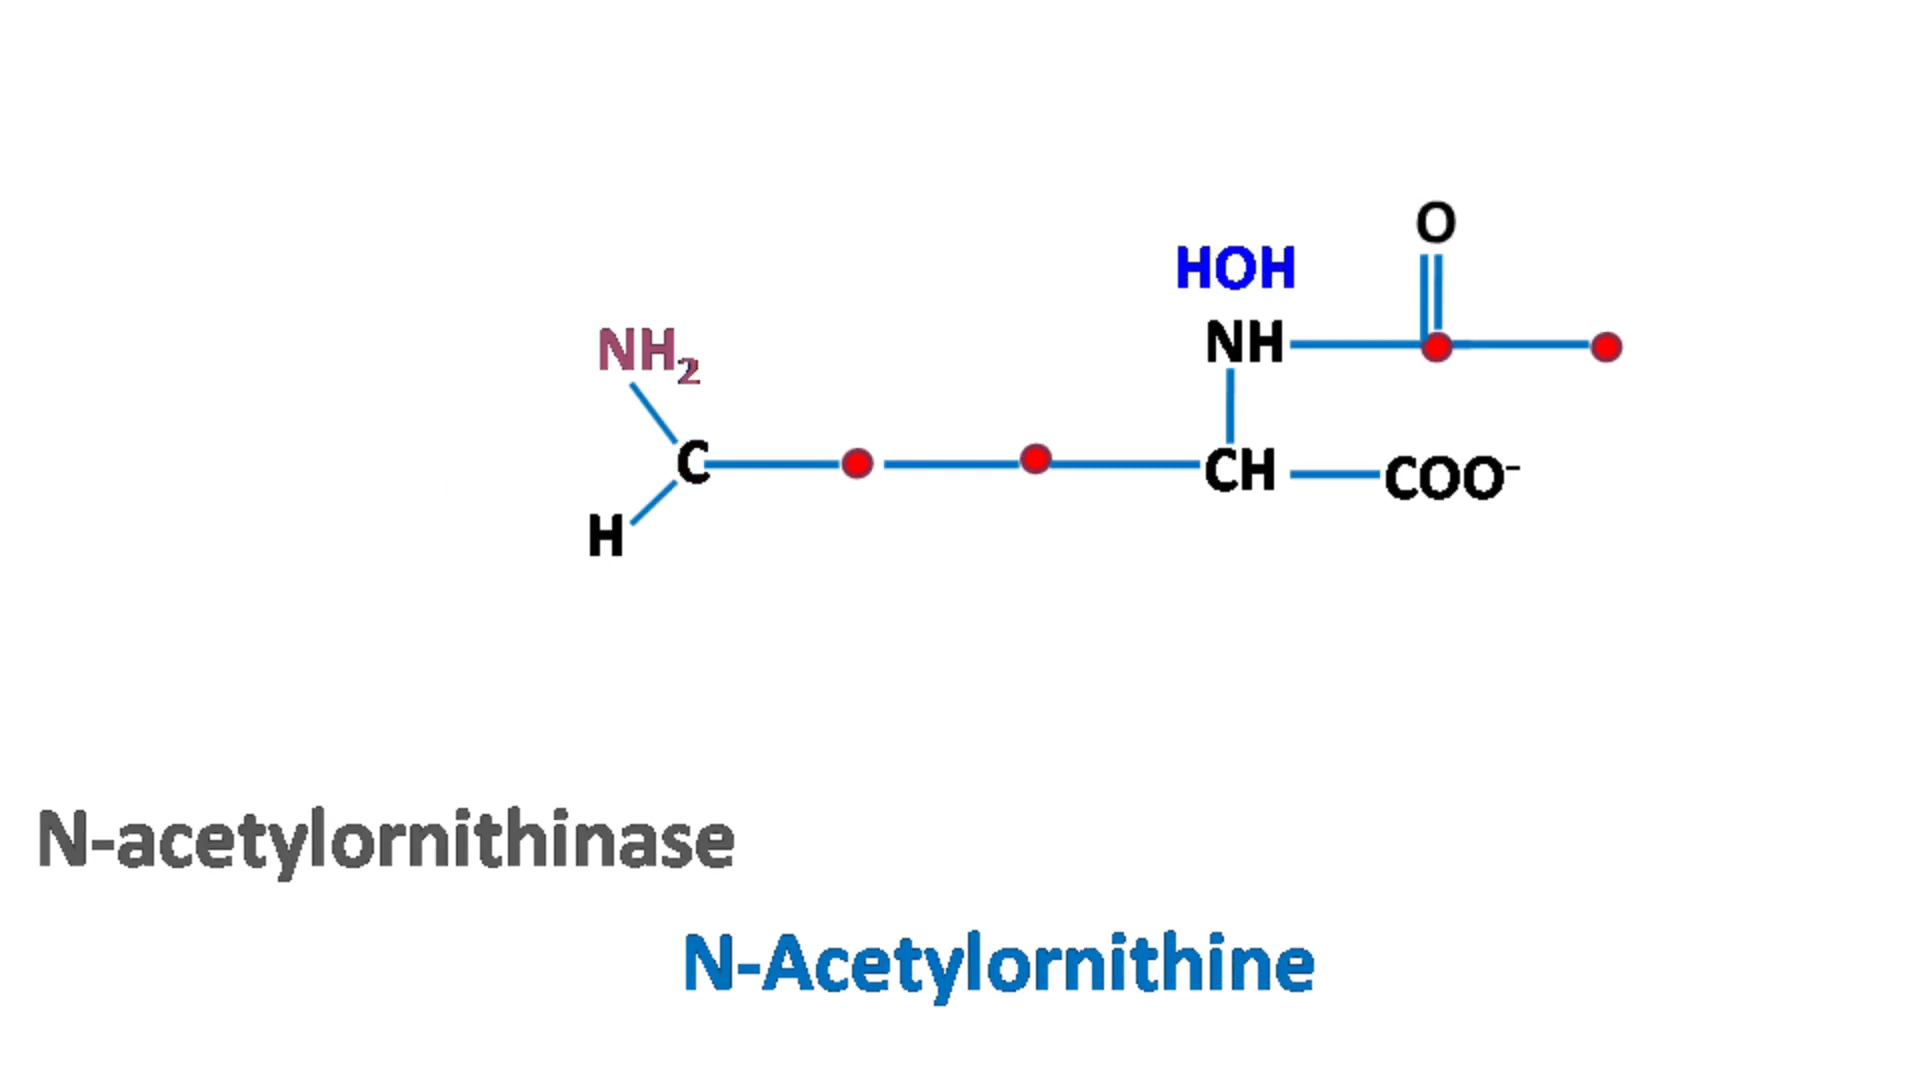 O
HOH
NH₂
NH
C
CH
COO⁻
H
N-acetylornithinase
N-Acetylornithine